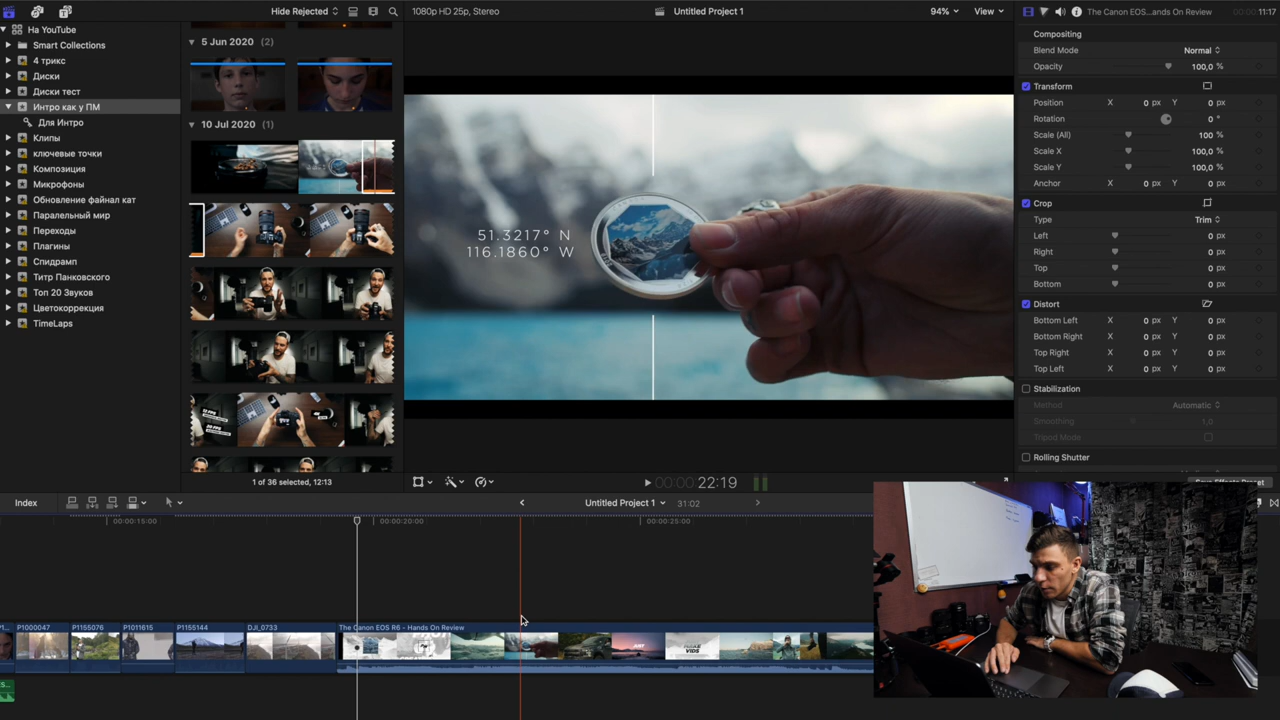 1080p HD 25p, Stereo
Untitled Project 1
94%
View
The Canon EOS...ands On Review
00:00:11:17
Hide Rejected
На YouTube
Smart Collections
4 трикс
Диски
Диски тест
Интро как у ПМ
Для Интро
Клипы
ключевые точки
Композиция
Микрофоны
Обновление файнал кат
Паралельный мир
Переходы
Плагины
Спидрамп
Титр Панковского
Топ 20 Звуков
Цветокоррекция
TimeLaps
5 Jun 2020 (2)
10 Jul 2020 (1)
1 of 36 selected, 12:13
51.3217° N
116.1860° W
Compositing
Blend Mode Normal
Opacity 100,0 %
Transform
Position X 0 px Y 0 px
Rotation 0 °
Scale (All) 100 %
Scale X 100,0 %
Scale Y 100,0 %
Anchor X 0 px Y 0 px
Crop
Type Trim
Left 0 px
Right 0 px
Top 0 px
Bottom 0 px
Distort
Bottom Left X 0 px Y 0 px
Bottom Right X 0 px Y 0 px
Top Right X 0 px Y 0 px
Top Left X 0 px Y 0 px
Stabilization
Method Automatic
Smoothing 1,0
Tripod Mode
Rolling Shutter
Save Effects Preset
00:00:22:19
Index
Untitled Project 1
31:02
00:00:15:00
00:00:20:00
00:00:25:00
P1000047
P1155076
P1011615
P1155144
DJI_0733
The Canon EOS R6 - Hands On Review